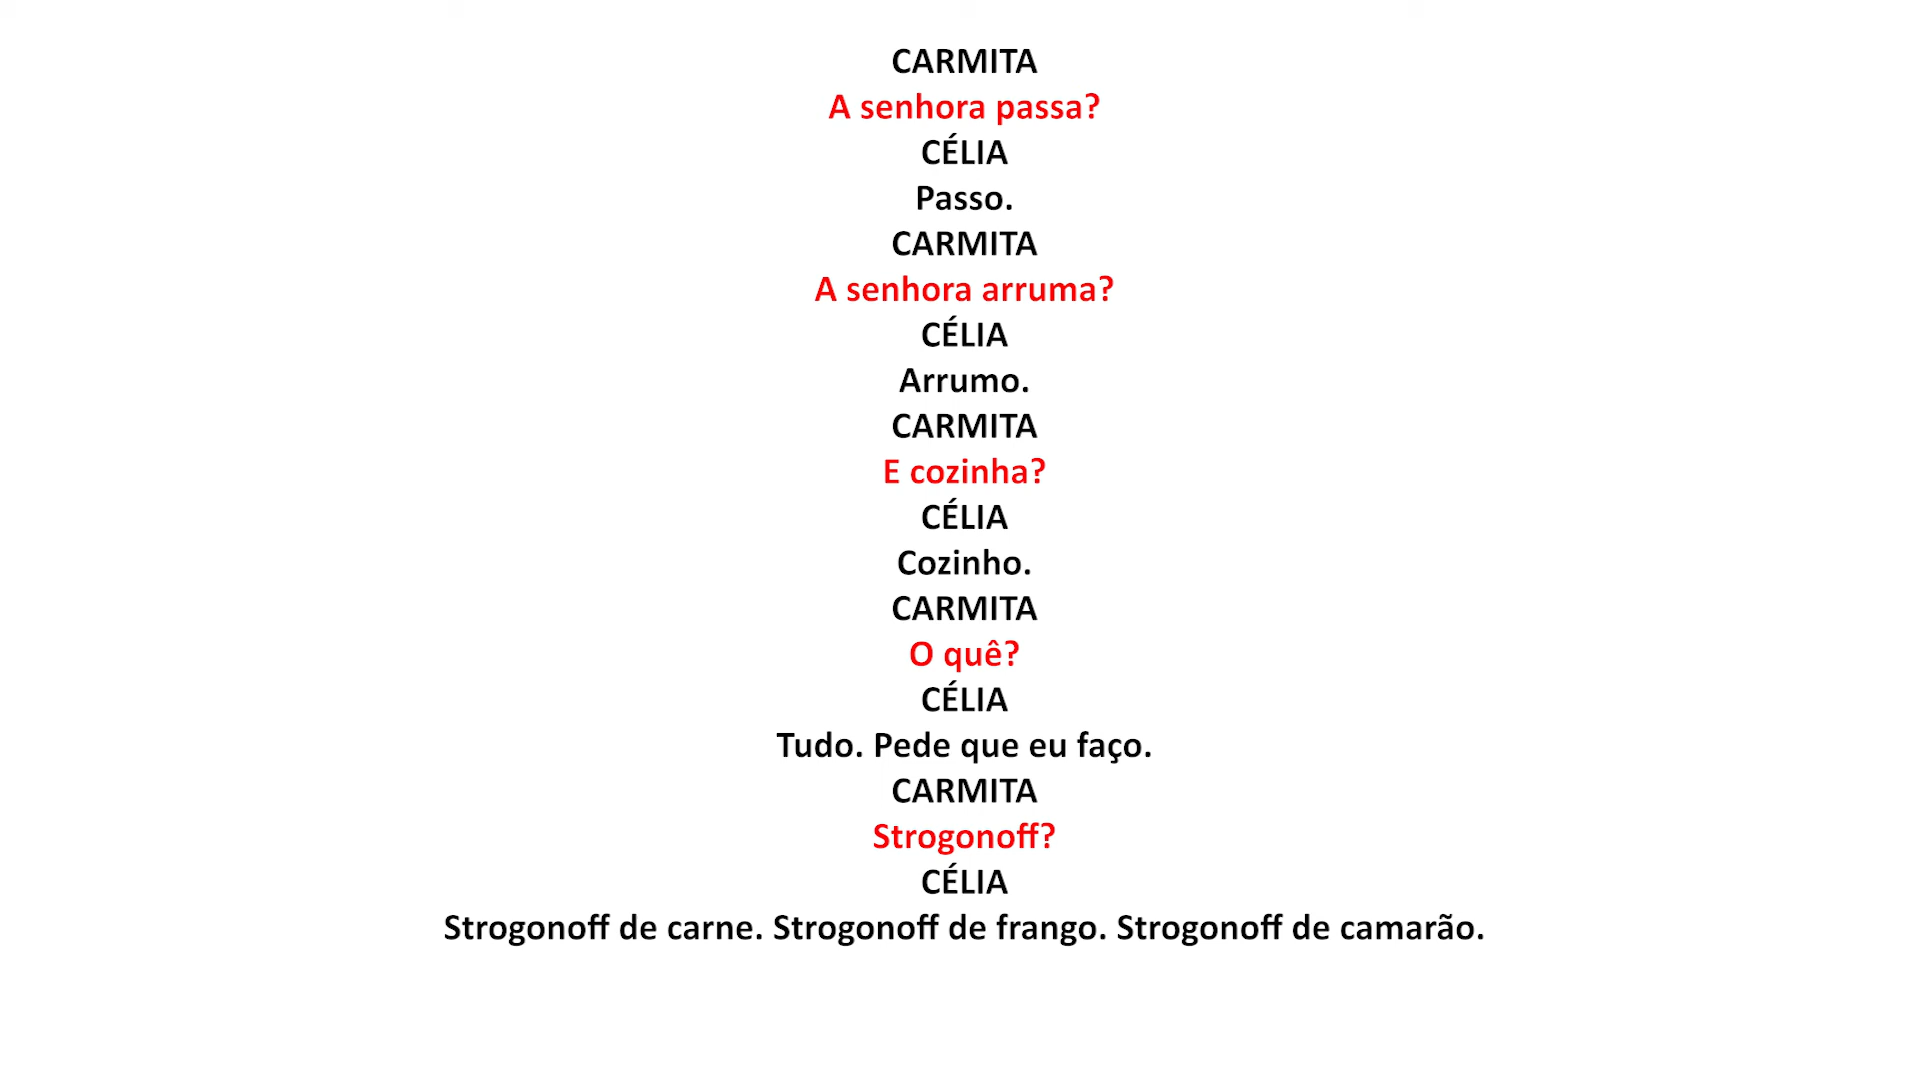 CARMITA
A senhora passa?
CÉLIA
Passo.
CARMITA
A senhora arruma?
CÉLIA
Arrumo.
CARMITA
E cozinha?
CÉLIA
Cozinho.
CARMITA
O quê?
CÉLIA
Tudo. Pede que eu faço.
CARMITA
Strogonoff?
CÉLIA
Strogonoff de carne. Strogonoff de frango. Strogonoff de camarão.